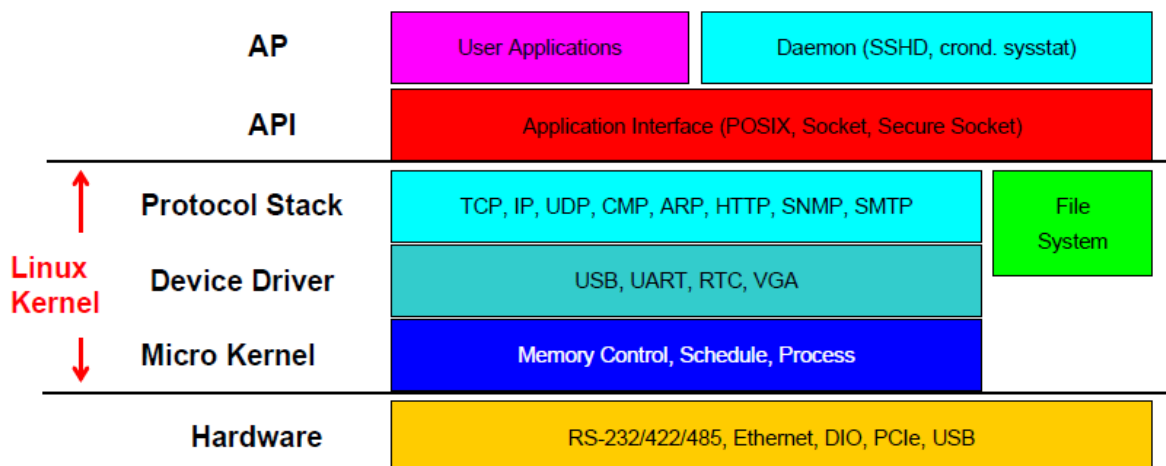 AP
User Applications
Daemon (SSHD, crond. sysstat)
API
Application Interface (POSIX, Socket, Secure Socket)
Linux
Kernel
Protocol Stack
TCP, IP, UDP, CMP, ARP, HTTP, SNMP, SMTP
File
System
Device Driver
USB, UART, RTC, VGA
Micro Kernel
Memory Control, Schedule, Process
Hardware
RS-232/422/485, Ethernet, DIO, PCIe, USB